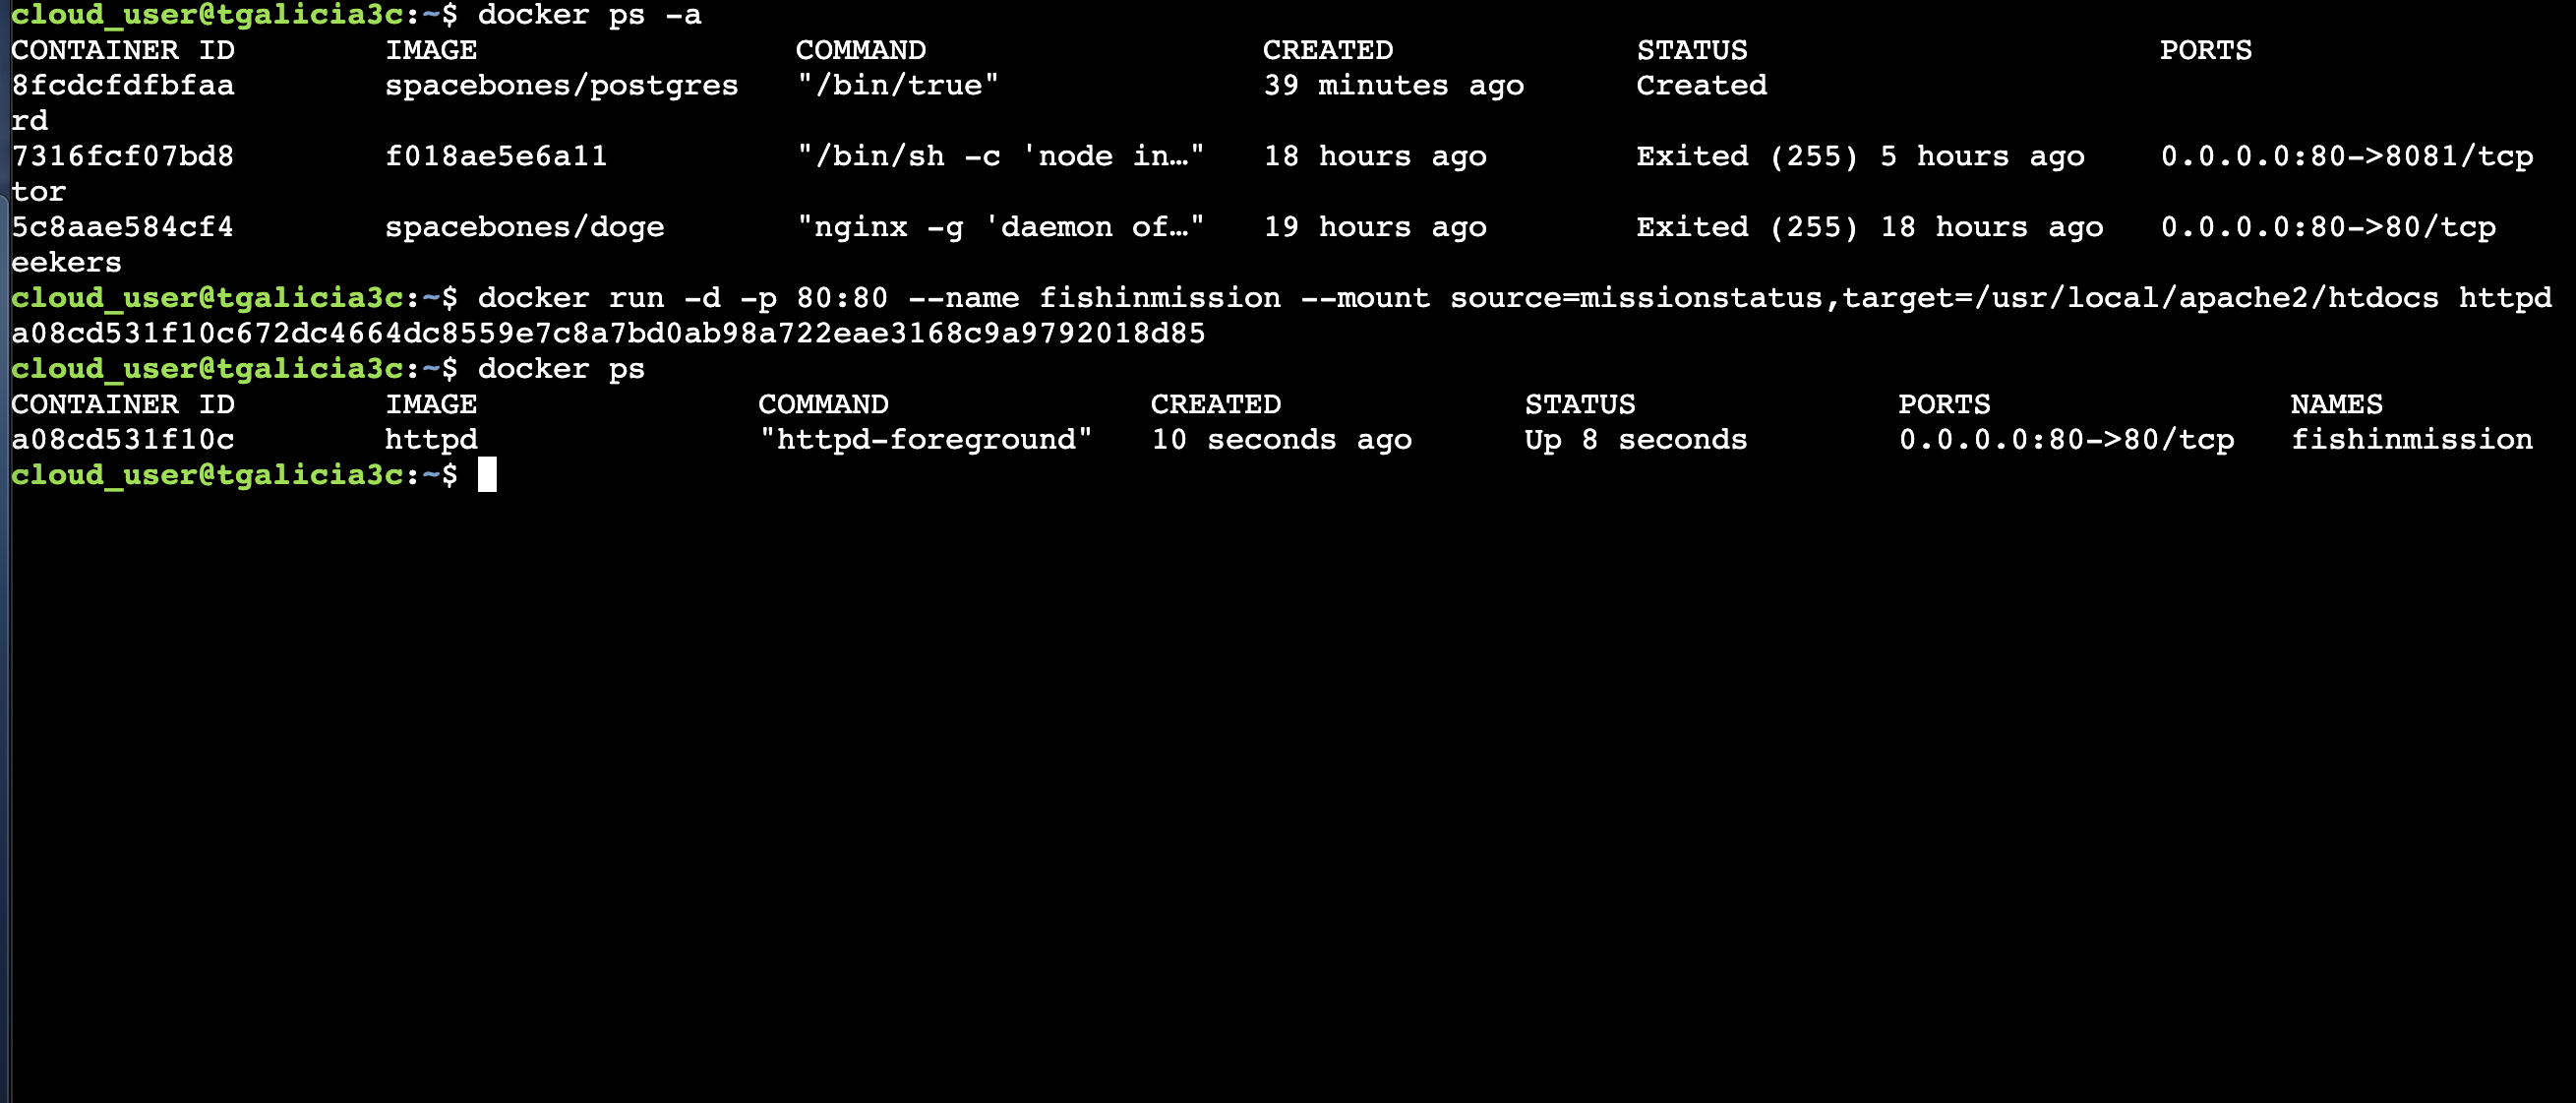 cloud_user@tgalicia3c:~$ docker ps -a
CONTAINER ID        IMAGE                 COMMAND                  CREATED             STATUS                      PORTS
8fcdcfdfbfaa        spacebones/postgres   "/bin/true"              39 minutes ago      Created
rd
7316fcf07bd8        f018ae5e6a11          "/bin/sh -c 'node in…"   18 hours ago        Exited (255) 5 hours ago    0.0.0.0:80->8081/tcp
tor
5c8aae584cf4        spacebones/doge       "nginx -g 'daemon of…"   19 hours ago        Exited (255) 18 hours ago   0.0.0.0:80->80/tcp
eekers
cloud_user@tgalicia3c:~$ docker run -d -p 80:80 --name fishinmission --mount source=missionstatus,target=/usr/local/apache2/htdocs httpd
a08cd531f10c672dc4664dc8559e7c8a7bd0ab98a722eae3168c9a9792018d85
cloud_user@tgalicia3c:~$ docker ps
CONTAINER ID        IMAGE               COMMAND              CREATED             STATUS              PORTS                NAMES
a08cd531f10c        httpd               "httpd-foreground"   10 seconds ago      Up 8 seconds        0.0.0.0:80->80/tcp   fishinmission
cloud_user@tgalicia3c:~$